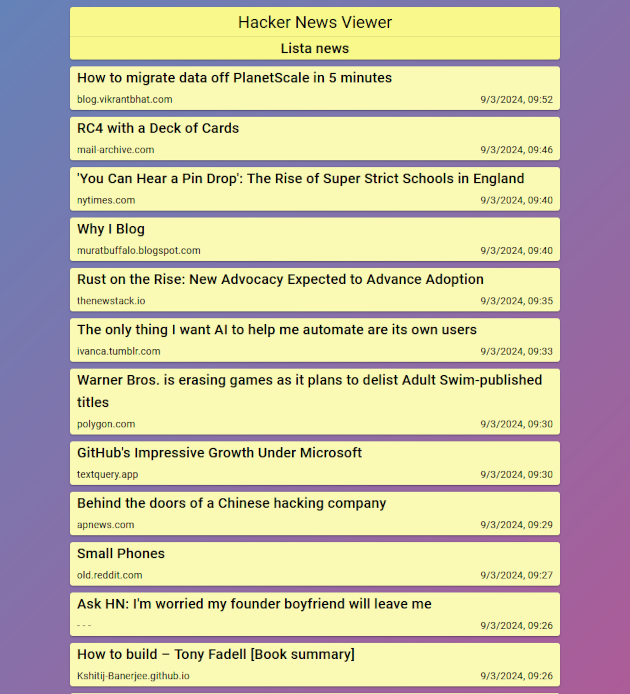 Hacker News Viewer
Lista news
How to migrate data off PlanetScale in 5 minutes
blog.vikrantbhat.com 9/3/2024, 09:52
RC4 with a Deck of Cards
mail-archive.com 9/3/2024, 09:46
'You Can Hear a Pin Drop': The Rise of Super Strict Schools in England
nytimes.com 9/3/2024, 09:40
Why I Blog
muratbuffalo.blogspot.com 9/3/2024, 09:40
Rust on the Rise: New Advocacy Expected to Advance Adoption
thenewstack.io 9/3/2024, 09:35
The only thing I want AI to help me automate are its own users
ivanca.tumblr.com 9/3/2024, 09:33
Warner Bros. is erasing games as it plans to delist Adult Swim-published
titles
polygon.com 9/3/2024, 09:30
GitHub's Impressive Growth Under Microsoft
textquery.app 9/3/2024, 09:30
Behind the doors of a Chinese hacking company
apnews.com 9/3/2024, 09:29
Small Phones
old.reddit.com 9/3/2024, 09:27
Ask HN: I'm worried my founder boyfriend will leave me
--- 9/3/2024, 09:26
How to build – Tony Fadell [Book summary]
Kshitij-Banerjee.github.io 9/3/2024, 09:26